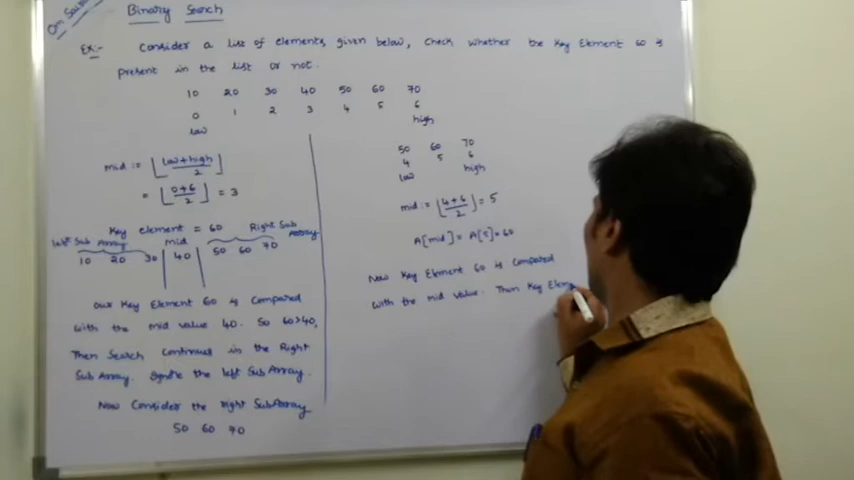 Om Sai
Binary Search
Ex:- Consider a list of elements, given below, check whether the Key Element 60 is
present in the list or not.
10 20 30 40 50 60 70
0 1 2 3 4 5 6
low high
mid := ⌊low+high/2⌋
= ⌊0+6/2⌋ = 3
Key element = 60
left Sub Array mid Right Sub Array
10 20 30 | 40 | 50 60 70
our Key Element 60 is Compared
with the mid value 40. So 60>40,
Then Search Continues in the Right
Sub Array. Ignore the left Sub Array.
Now Consider the right SubArray
50 60 70
50 60 70
4 5 6
low high
mid := ⌊4+6/2⌋ = 5
A[mid] = A[5] = 60
Now Key Element 60 is Compared
with the mid value. Then Key Elem